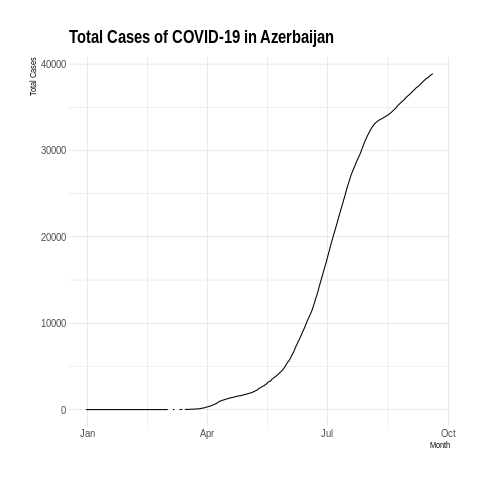 Total Cases of COVID-19 in Azerbaijan
Total Cases
40000
30000
20000
10000
0
Jan Apr Jul Oct
Month